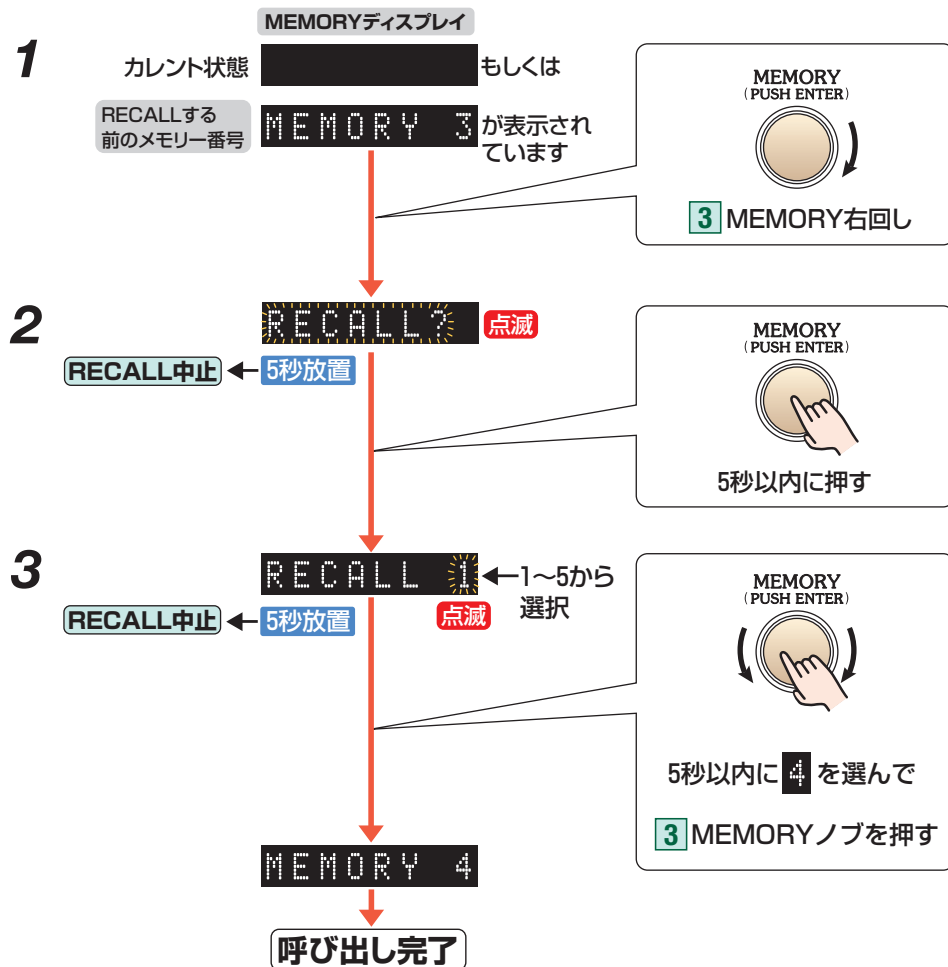 MEMORYディスプレイ
1
カレント状態
もしくは
RECALLする
前のメモリー番号
MEMORY 3
が表示され
ています
MEMORY
(PUSH ENTER)
3 MEMORY右回し
2
RECALL?
点滅
RECALL中止
5秒放置
MEMORY
(PUSH ENTER)
5秒以内に押す
3
RECALL 1
1〜5から
選択
RECALL中止
5秒放置
点滅
MEMORY
(PUSH ENTER)
5秒以内に 4 を選んで
3 MEMORYノブを押す
MEMORY 4
呼び出し完了